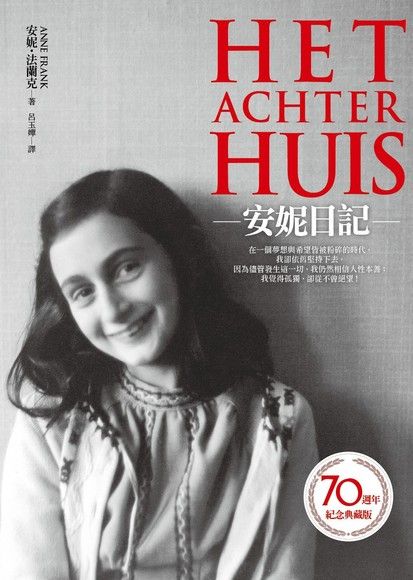 HET
ACHTER
HUIS
安妮日記
ANNE FRANK
安妮・法蘭克 著
呂玉嬋 譯
在一個夢想與希望皆被粉碎的時代，
我卻依舊堅持下去，
因為儘管發生這一切，我仍然相信人性本善；
我覺得孤獨，卻從不曾絕望！
70週年
紀念典藏版